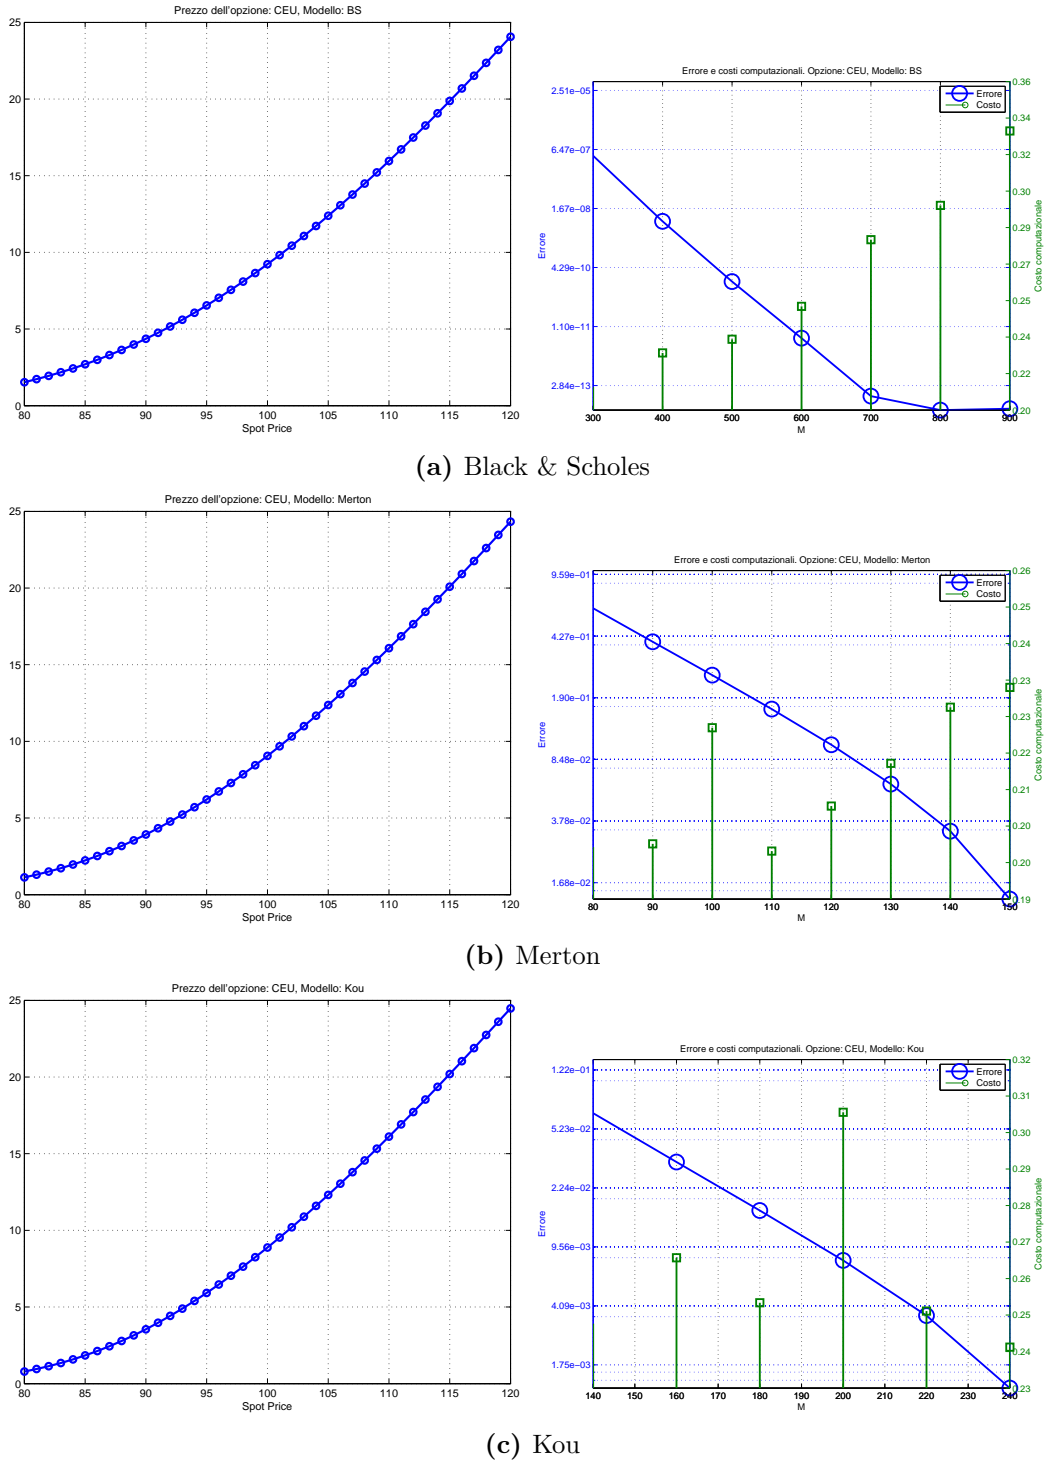 Prezzo dell'opzione: CEU, Modello: BS
25
20
15
10
5
0
80 85 90 95 100 105 110 115 120
Spot Price
Errore e costi computazionali. Opzione: CEU, Modello: BS
Errore
Costo
2.51e−05
6.47e−07
1.67e−08
4.29e−10
1.10e−11
2.84e−13
Errore
0.36
0.34
0.32
0.30
0.29
0.27
0.25
0.24
0.22
0.20
Costo computazionale
300 400 500 600 700 800 900
M
(a) Black & Scholes
Prezzo dell'opzione: CEU, Modello: Merton
25
20
15
10
5
0
80 85 90 95 100 105 110 115 120
Spot Price
Errore e costi computazionali. Opzione: CEU, Modello: Merton
Errore
Costo
9.59e−01
4.27e−01
1.90e−01
8.48e−02
3.78e−02
1.68e−02
Errore
0.26
0.25
0.24
0.23
0.23
0.22
0.21
0.20
0.20
0.19
Costo computazionale
80 90 100 110 120 130 140 150
M
(b) Merton
Prezzo dell'opzione: CEU, Modello: Kou
25
20
15
10
5
0
80 85 90 95 100 105 110 115 120
Spot Price
Errore e costi computazionali. Opzione: CEU, Modello: Kou
Errore
Costo
1.22e−01
5.23e−02
2.24e−02
9.56e−03
4.09e−03
1.75e−03
Errore
0.32
0.31
0.30
0.29
0.28
0.27
0.26
0.25
0.24
0.23
Costo computazionale
140 150 160 170 180 190 200 210 220 230 240
M
(c) Kou